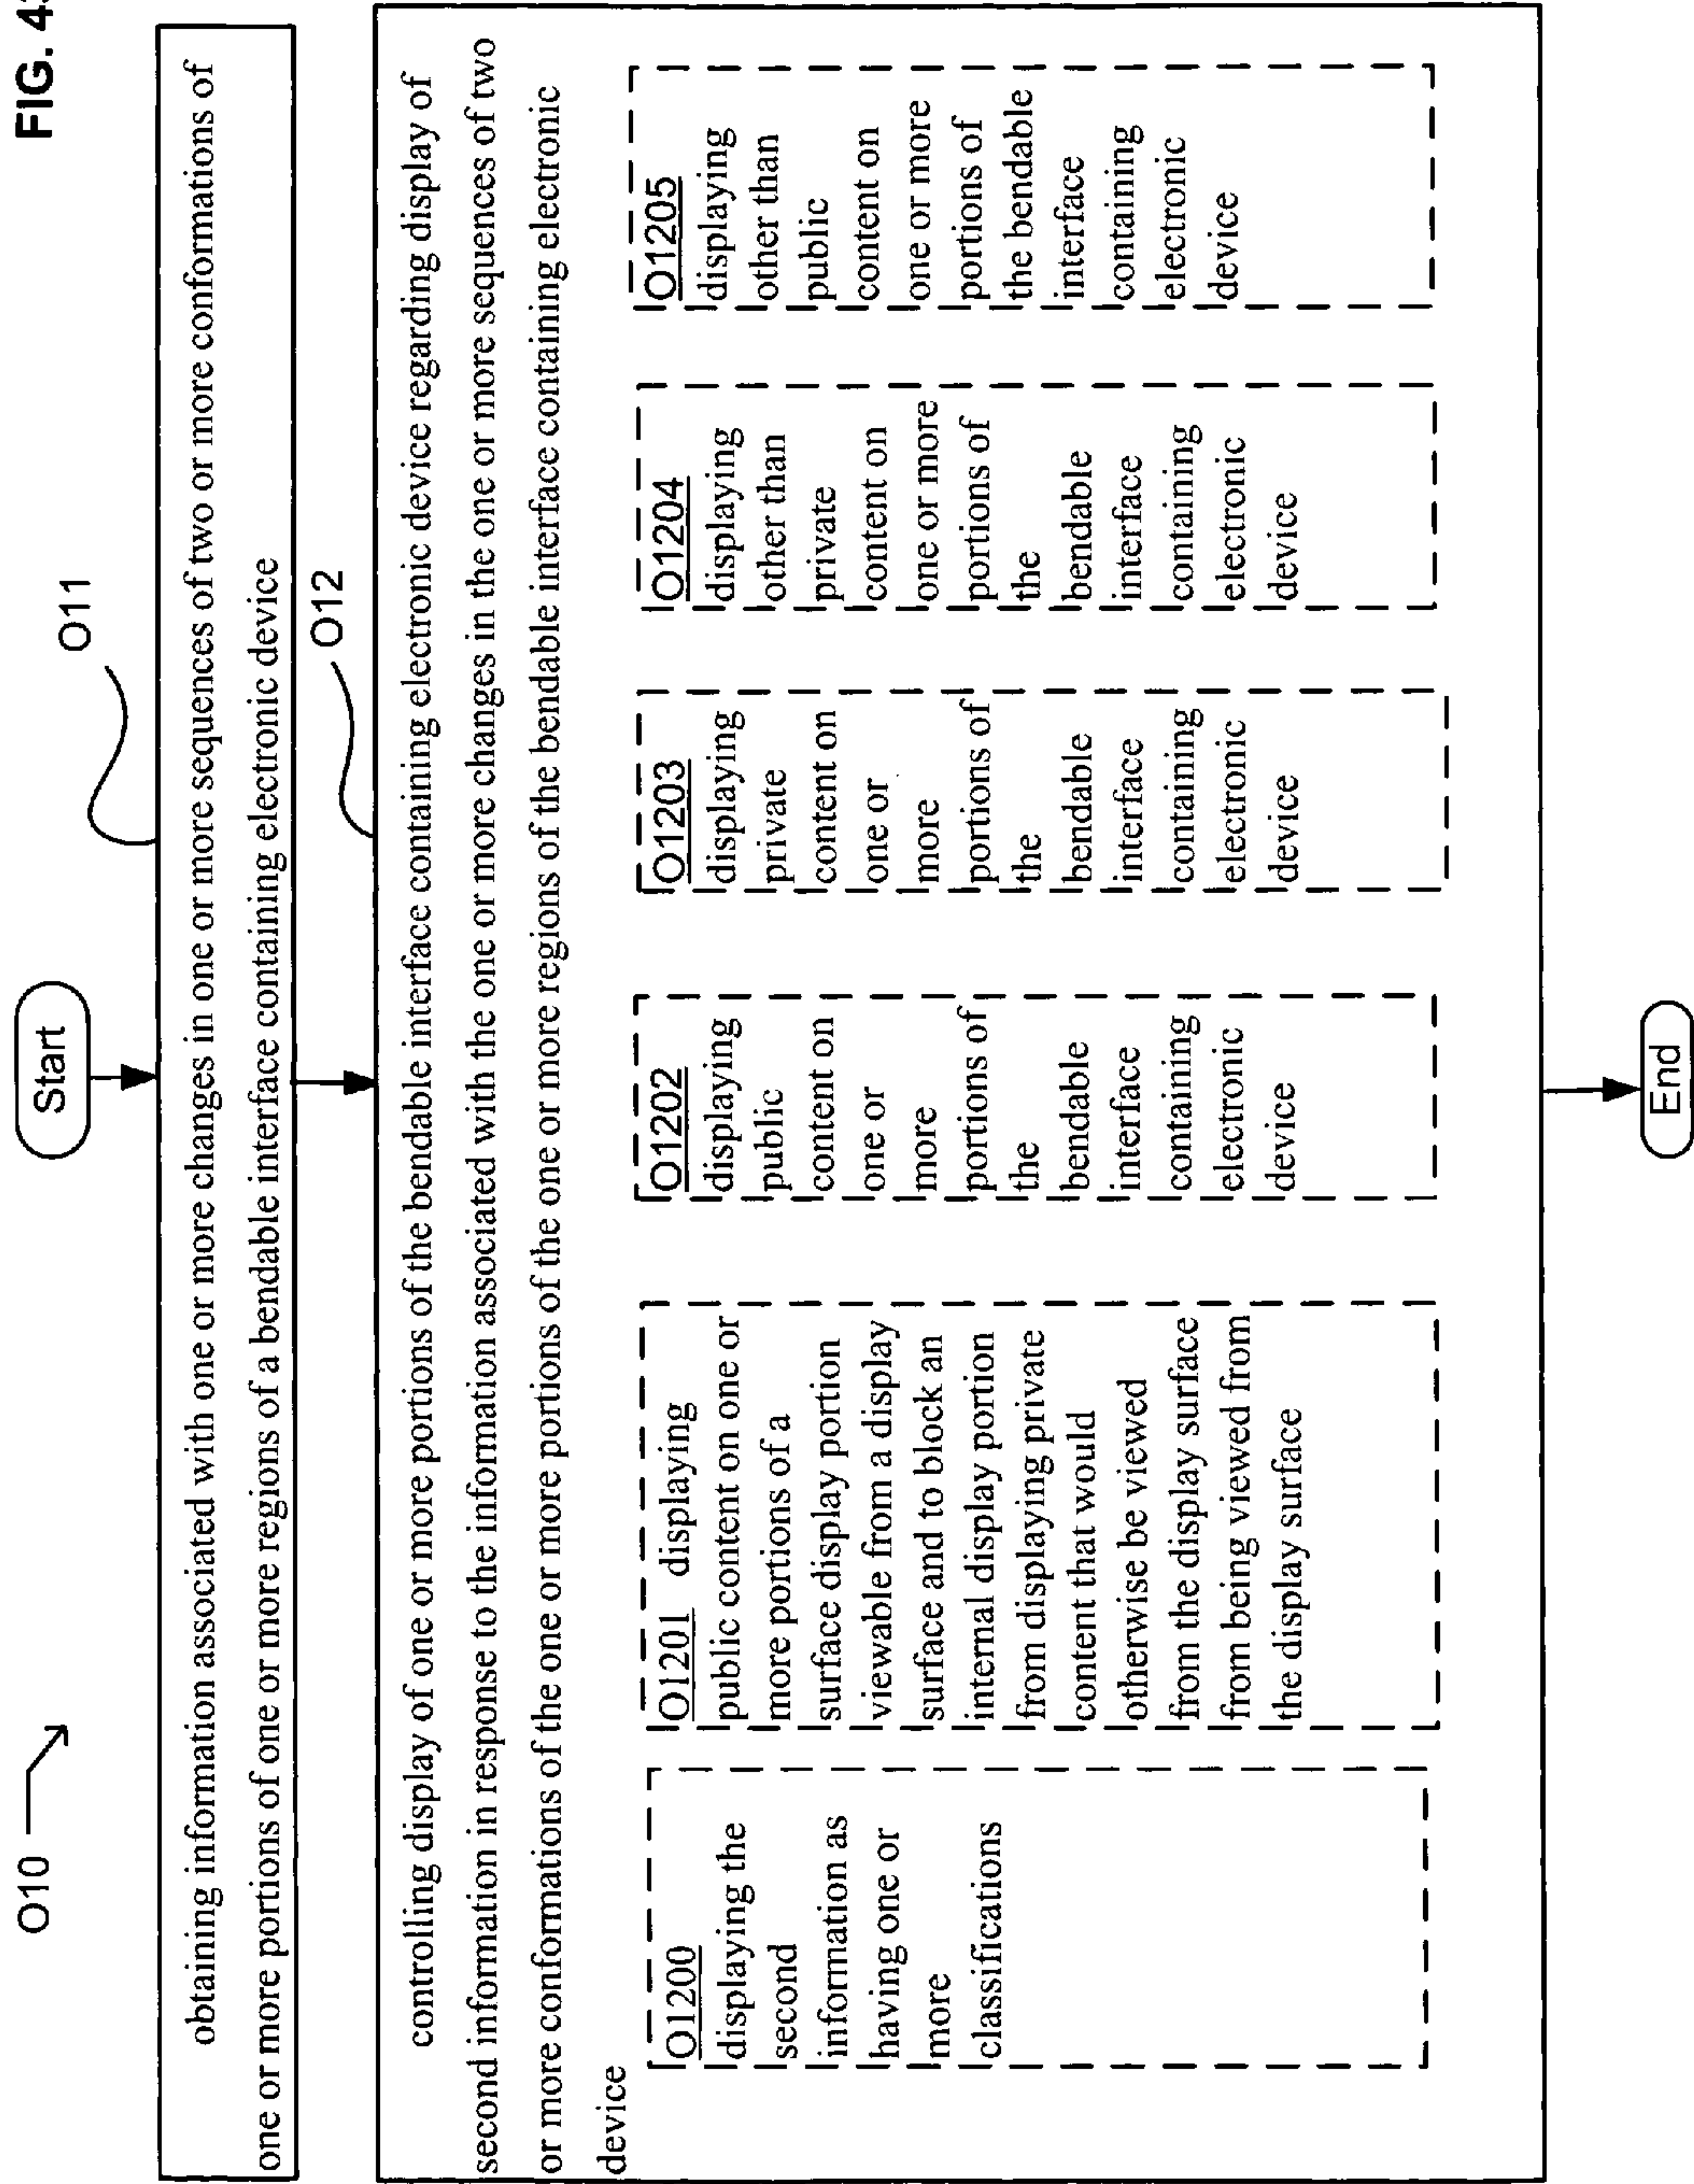 FIG. 4
O10
Start
O11
obtaining information associated with one or more changes in one or more sequences of two or more conformations of
one or more portions of one or more regions of a bendable interface containing electronic device
O12
controlling display of one or more portions of the bendable interface containing electronic device regarding display of
second information in response to the information associated with the one or more changes in the one or more sequences of two
or more conformations of the one or more portions of the one or more regions of the bendable interface containing electronic
device
O1200
displaying the
second
information as
having one or
more
classifications
O1201 displaying
public content on one or
more portions of a
surface display portion
viewable from a display
surface and to block an
internal display portion
from displaying private
content that would
otherwise be viewed
from the display surface
from being viewed from
the display surface
O1202
displaying
public
content on
one or
more
portions of
the
bendable
interface
containing
electronic
device
O1203
displaying
private
content on
one or
more
portions of
the
bendable
interface
containing
electronic
device
O1204
displaying
other than
private
content on
one or more
portions of
the
bendable
interface
containing
electronic
device
O1205
displaying
other than
public
content on
one or more
portions of
the bendable
interface
containing
electronic
device
End